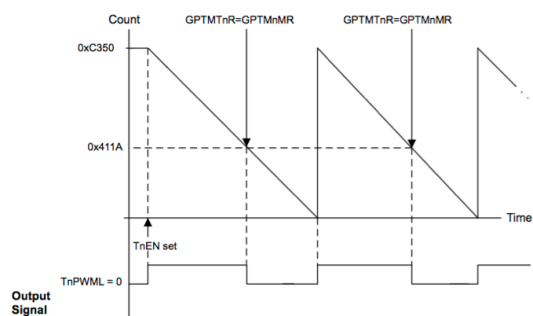 Count
GPTMTnR=GPTMnMR
GPTMTnR=GPTMnMR
0xC350
0x411A
Time
TnEN set
TnPWML = 0
Output
Signal